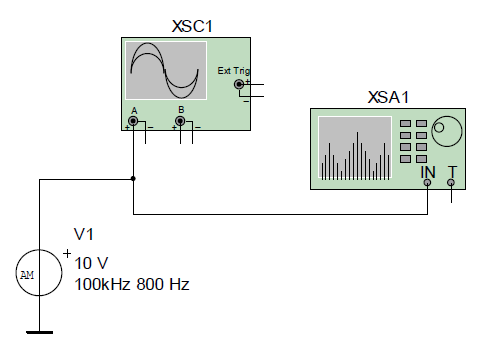 XSC1
Ext Trig
+
−
A
B
+ − + −
XSA1
IN T
V1
+
10 V
AM
100kHz 800 Hz